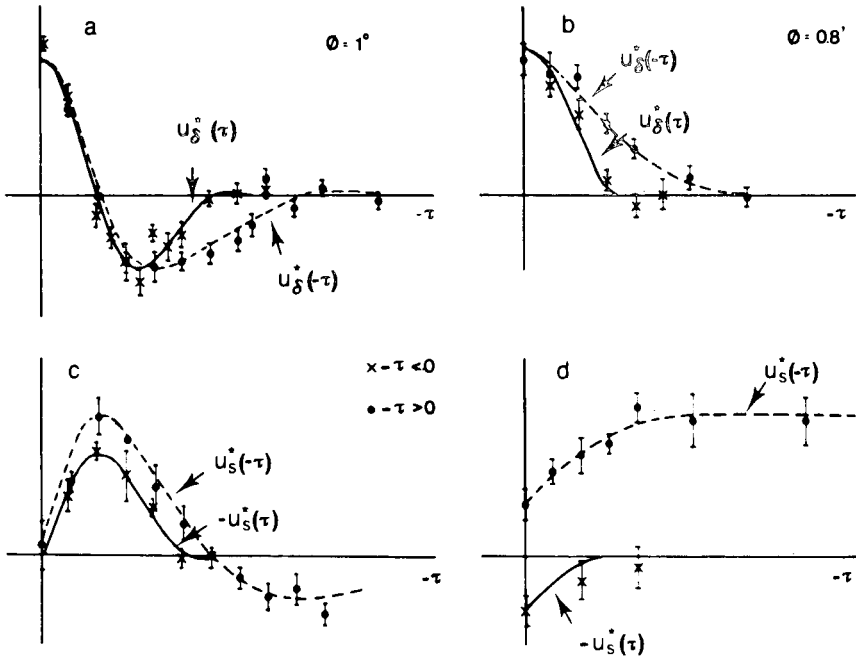 a
Ø = 1°
u*δ(τ)
-τ
u*δ(-τ)
b
Ø = 0.8'
u*δ(-τ)
u*δ(τ)
-τ
c
× -τ<0
• -τ>0
u*s(-τ)
-u*s(τ)
-τ
d
u*s(-τ)
-τ
-u*s(τ)